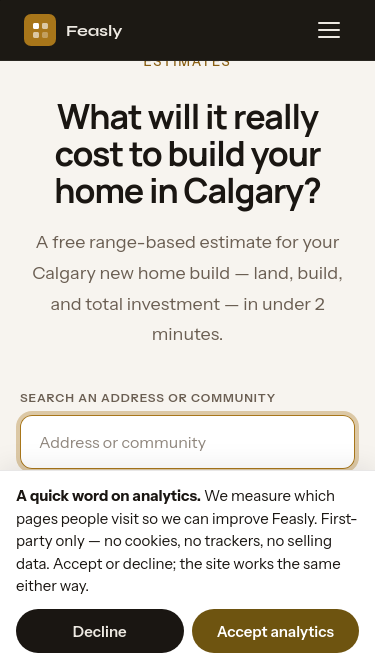 Feasly
ESTIMATES
What will it really
cost to build your
home in Calgary?
A free range-based estimate for your
Calgary new home build — land, build,
and total investment — in under 2
minutes.
SEARCH AN ADDRESS OR COMMUNITY
Address or community
A quick word on analytics. We measure which
pages people visit so we can improve Feasly. First-
party only — no cookies, no trackers, no selling
data. Accept or decline; the site works the same
either way.
Decline
Accept analytics